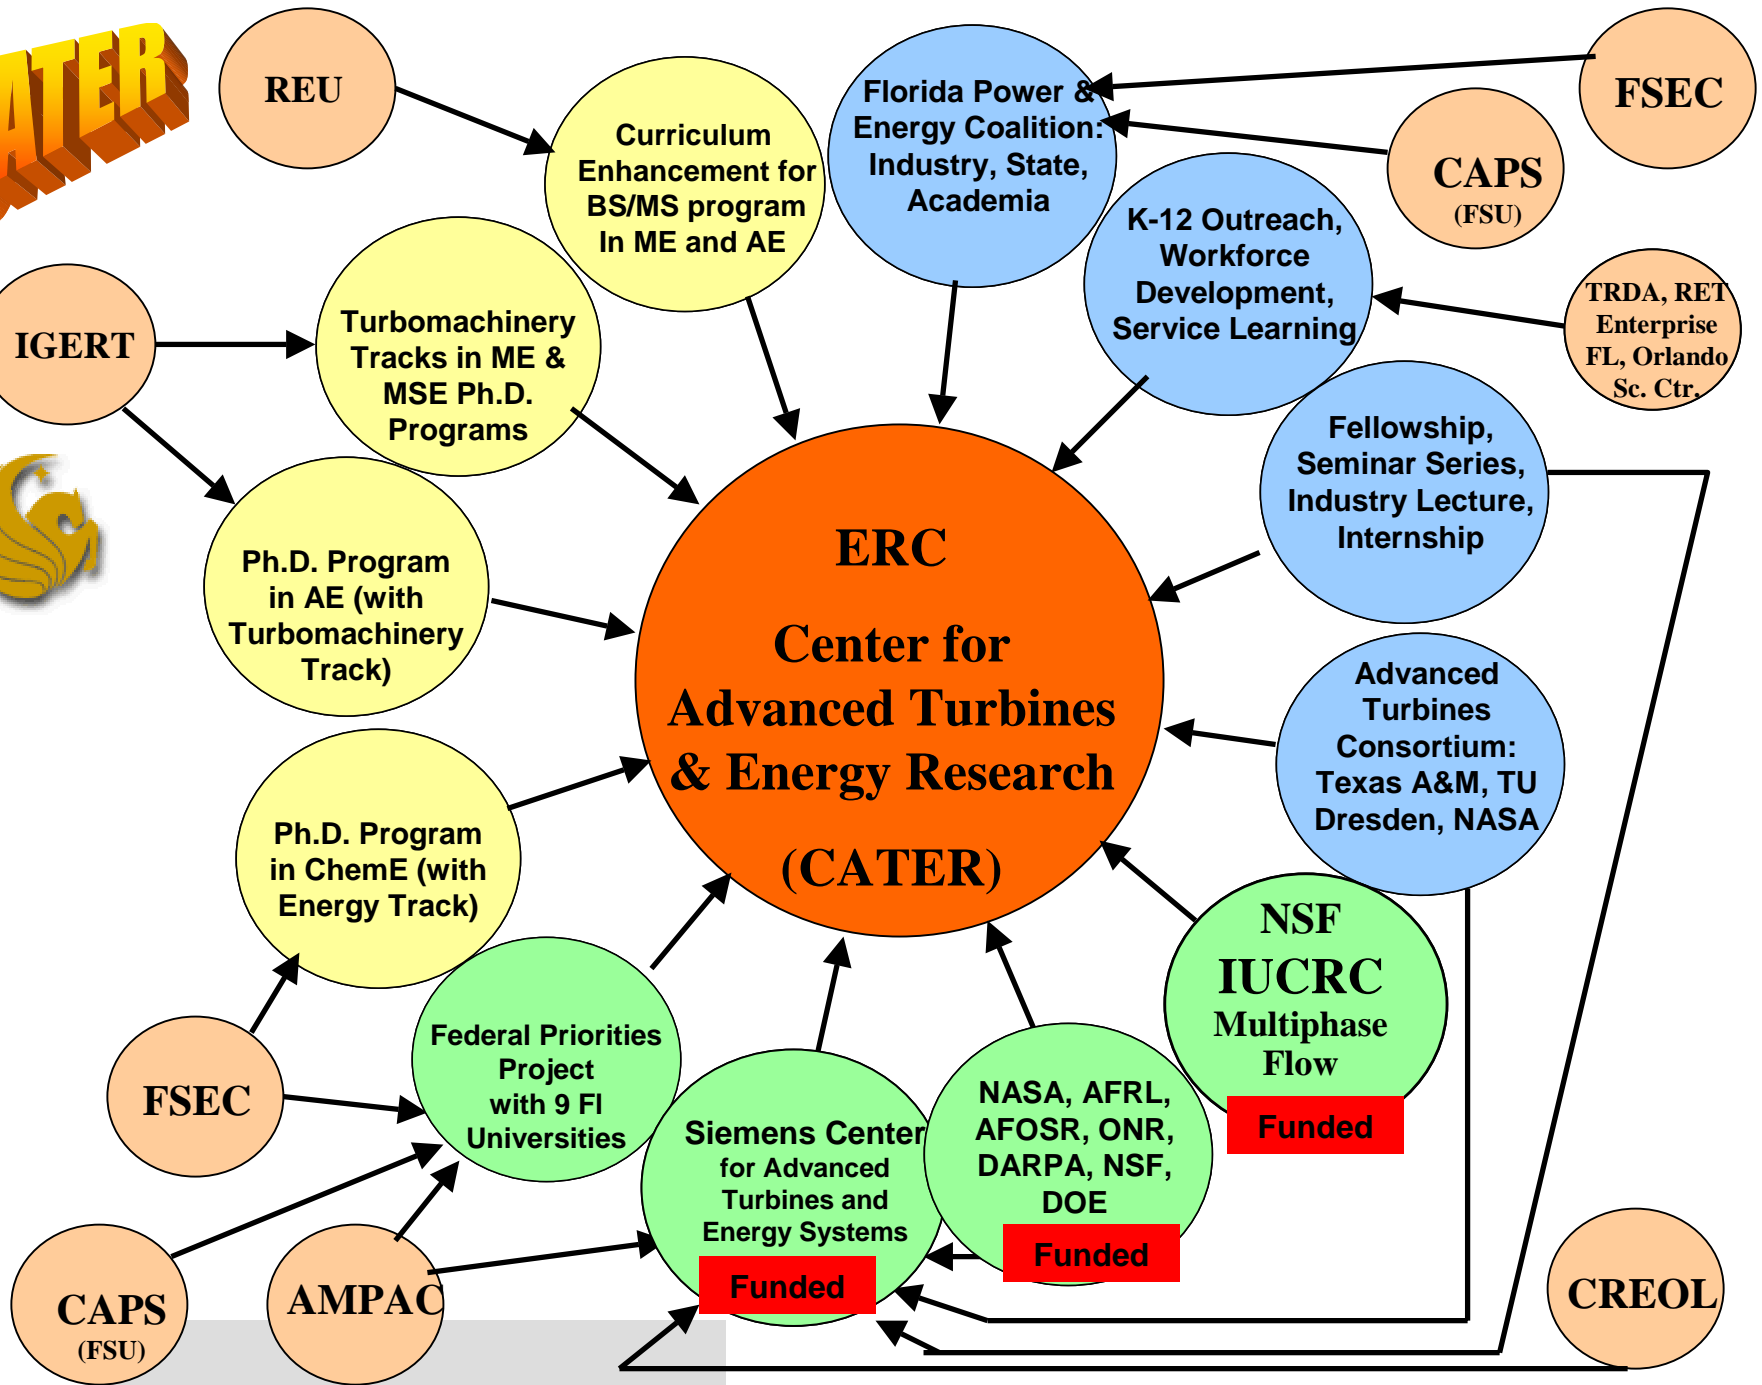 ATER
REU
Curriculum
Enhancement for
BS/MS program
In ME and AE
Florida Power &
Energy Coalition:
Industry, State,
Academia
FSEC
CAPS
(FSU)
K-12 Outreach,
Workforce
Development,
Service Learning
TRDA, RET
Enterprise
FL, Orlando
Sc. Ctr.
IGERT
Turbomachinery
Tracks in ME &
MSE Ph.D.
Programs
Fellowship,
Seminar Series,
Industry Lecture,
Internship
Ph.D. Program
in AE (with
Turbomachinery
Track)
ERC
Center for
Advanced Turbines
& Energy Research
(CATER)
Advanced
Turbines
Consortium:
Texas A&M, TU
Dresden, NASA
Ph.D. Program
in ChemE (with
Energy Track)
NSF
IUCRC
Multiphase
Flow
Funded
FSEC
Federal Priorities
Project
with 9 Fl
Universities
Siemens Center
for Advanced
Turbines and
Energy Systems
Funded
NASA, AFRL,
AFOSR, ONR,
DARPA, NSF,
DOE
Funded
CAPS
(FSU)
AMPAC
CREOL